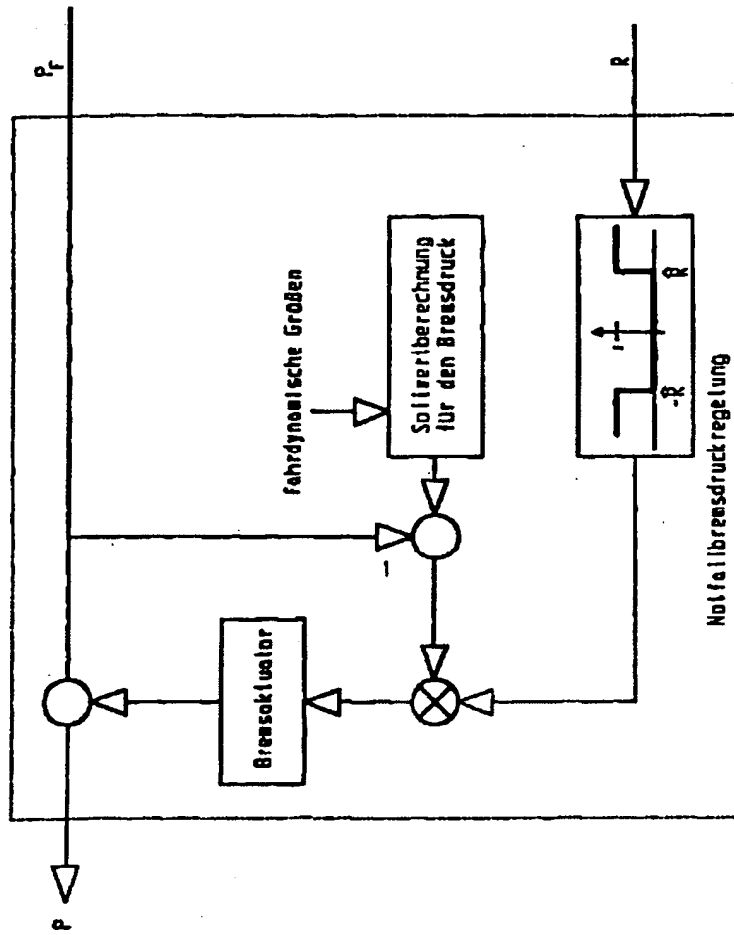 P_F
R
fahrdynamische Größen
Sollwertberechnung
für den Bremsdruck
-
Bremsaktuator
1
-R̂
R̂
Notfallbremsdruckregelung
P